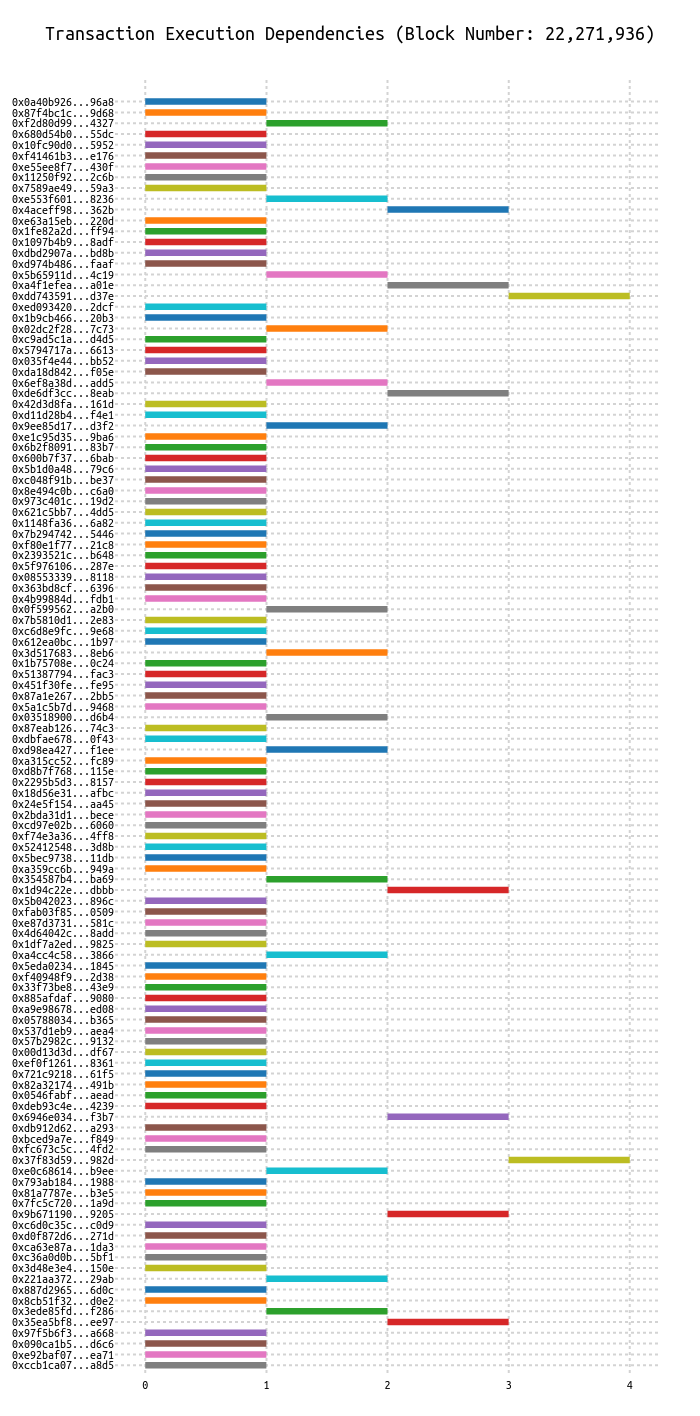 Transaction Execution Dependencies (Block Number: 22,271,936)
0x0a40b926...96a8
0x87f4bc1c...9d68
0xf2d80d99...4327
0x680d54b0...55dc
0x10fc90d0...5952
0xf41461b3...e176
0xe55ee8f7...430f
0x11250f92...2c6b
0x7589ae49...59a3
0xe553f601...8236
0x4aceff98...362b
0xe63a15eb...220d
0x1fe82a2d...ff94
0x1097b4b9...8adf
0xdbd2907a...bd8b
0xd974b486...faaf
0x5b65911d...4c19
0xa4f1efea...a01e
0xdd743591...d37e
0xed093420...2dcf
0x1b9cb466...20b3
0x02dc2f28...7c73
0xc9ad5c1a...d4d5
0x5794717a...6613
0x035f4e44...bb52
0xda18d842...f05e
0x6ef8a38d...add5
0xde6df3cc...8eab
0x42d3d8fa...161d
0xd11d28b4...f4e1
0x9ee85d17...d3f2
0xe1c95d35...9ba6
0x6b2f8091...83b7
0x600b7f37...6bab
0x5b1d0a48...79c6
0xc048f91b...be37
0x8e494c0b...c6a0
0x973c401c...19d2
0x621c5bb7...4dd5
0x1148fa36...6a82
0x7b294742...5446
0xf80e1f77...21c8
0x2393521c...b648
0x5f976106...287e
0x08553339...8118
0x363bd8cf...6396
0x4b99884d...fdb1
0x0f599562...a2b0
0x7b5810d1...2e83
0xc6d8e9fc...9e68
0x612ea0bc...1b97
0x3d517683...8eb6
0x1b75708e...0c24
0x51387794...fac3
0x451f30fe...fe95
0x87a1e267...2bb5
0x5a1c5b7d...9468
0x03518900...d6b4
0x87eab126...74c3
0xdbfae678...0f43
0xd98ea427...f1ee
0xa315cc52...fc89
0xd8b7f768...115e
0x2295b5d3...8157
0x18d56e31...afbc
0x24e5f154...aa45
0x2bda31d1...bece
0xcd97e02b...6060
0xf74e3a36...4ff8
0x52412548...3d8b
0x5bec9738...11db
0xa359cc6b...949a
0x354587b4...ba69
0x1d94c22e...dbbb
0x5b042023...896c
0xfab03f85...0509
0xe87d3731...581c
0x4d64042c...8add
0x1df7a2ed...9825
0xa4cc4c58...3866
0x5eda0234...1845
0xf40948f9...2d38
0x33f73be8...43e9
0x885afdaf...9080
0xa9e98678...ed08
0x05788034...b365
0x537d1eb9...aea4
0x57b2982c...9132
0x00d13d3d...df67
0xef0f1261...8361
0x721c9218...61f5
0x82a32174...491b
0x0546fabf...aead
0xdeb93c4e...4239
0x6946e034...f3b7
0xdb912d62...a293
0xbced9a7e...f849
0xfc673c5c...4fd2
0x37f83d59...982d
0xe0c68614...b9ee
0x793ab184...1988
0x81a7787e...b3e5
0x7fc5c720...1a9d
0x9b671190...9205
0xc6d0c35c...c0d9
0xd0f872d6...271d
0xca63e87a...1da3
0xc36a0d0b...5bf1
0x3d48e3e4...150e
0x221aa372...29ab
0x887d2965...6d0c
0x8cb51f32...d0e2
0x3ede85fd...f286
0x35ea5bf8...ee97
0x97f5b6f3...a668
0x090ca1b5...d6c6
0xe92baf07...ea71
0xccb1ca07...a8d5
0 1 2 3 4